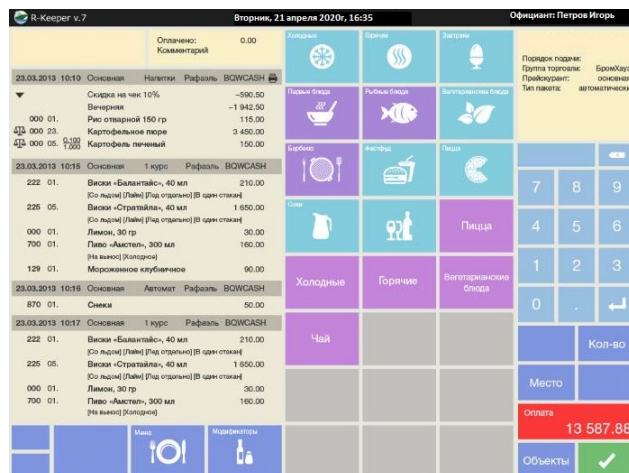 R-Keeper v.7
Вторник, 21 апреля 2020г, 16:35
Официант: Петров Игорь
Оплачено: 0.00
Комментарий
23.03.2013 10:10 Основная Напитки Рафаэль BQWCASH
Скидка на чек 10% -590.50
Вечерняя -1 942.50
000 01. Рис отварной 150 гр 115.00
000 23. Картофельное пюре 3 450.00
000 05. 0.100 1.000 Картофель печеный 150.00
23.03.2013 10:15 Основная 1 курс Рафаэль BQWCASH
222 01. Виски «Балантайс», 40 мл 210.00
[Со льдом] [Лайм] [Лед отдельно] [В один стакан]
225 05. Виски «Стратайла», 40 мл 1 650.00
[Со льдом] [Лайм] [Лед отдельно] [В один стакан]
000 01. Лимон, 30 гр 30.00
700 01. Пиво «Амстел», 300 мл 160.00
[На вынос] [Холодное]
129 01. Мороженное клубничное 90.00
23.03.2013 10:16 Основная Автомат Рафаэль BQWCASH
870 01. Снеки 50.00
23.03.2013 10:17 Основная 1 курс Рафаэль BQWCASH
222 01. Виски «Балантайс», 40 мл 210.00
[Со льдом] [Лайм] [Лед отдельно] [В один стакан]
225 05. Виски «Стратайла», 40 мл 1 650.00
[Со льдом] [Лайм] [Лед отдельно] [В один стакан]
000 01. Лимон, 30 гр 30.00
700 01. Пиво «Амстел», 300 мл 160.00
[На вынос] [Холодное]
Меню
Модификаторы
Холодные
Горячие
Завтраки
Первые блюда
Рыбные блюда
Вегетарианские блюда
Барбекю
Фастфуд
Пицца
Соки
Пицца
Холодные
Горячие
Вегетарианские
блюда
Чай
Порядок подачи:
Группа торговли: БромХауз
Прейскурант: основная
Тип пакета: автоматически
7 8 9
4 5 6
1 2 3
0 .
Кол-во
Место
Оплата
13 587.88
Объекты